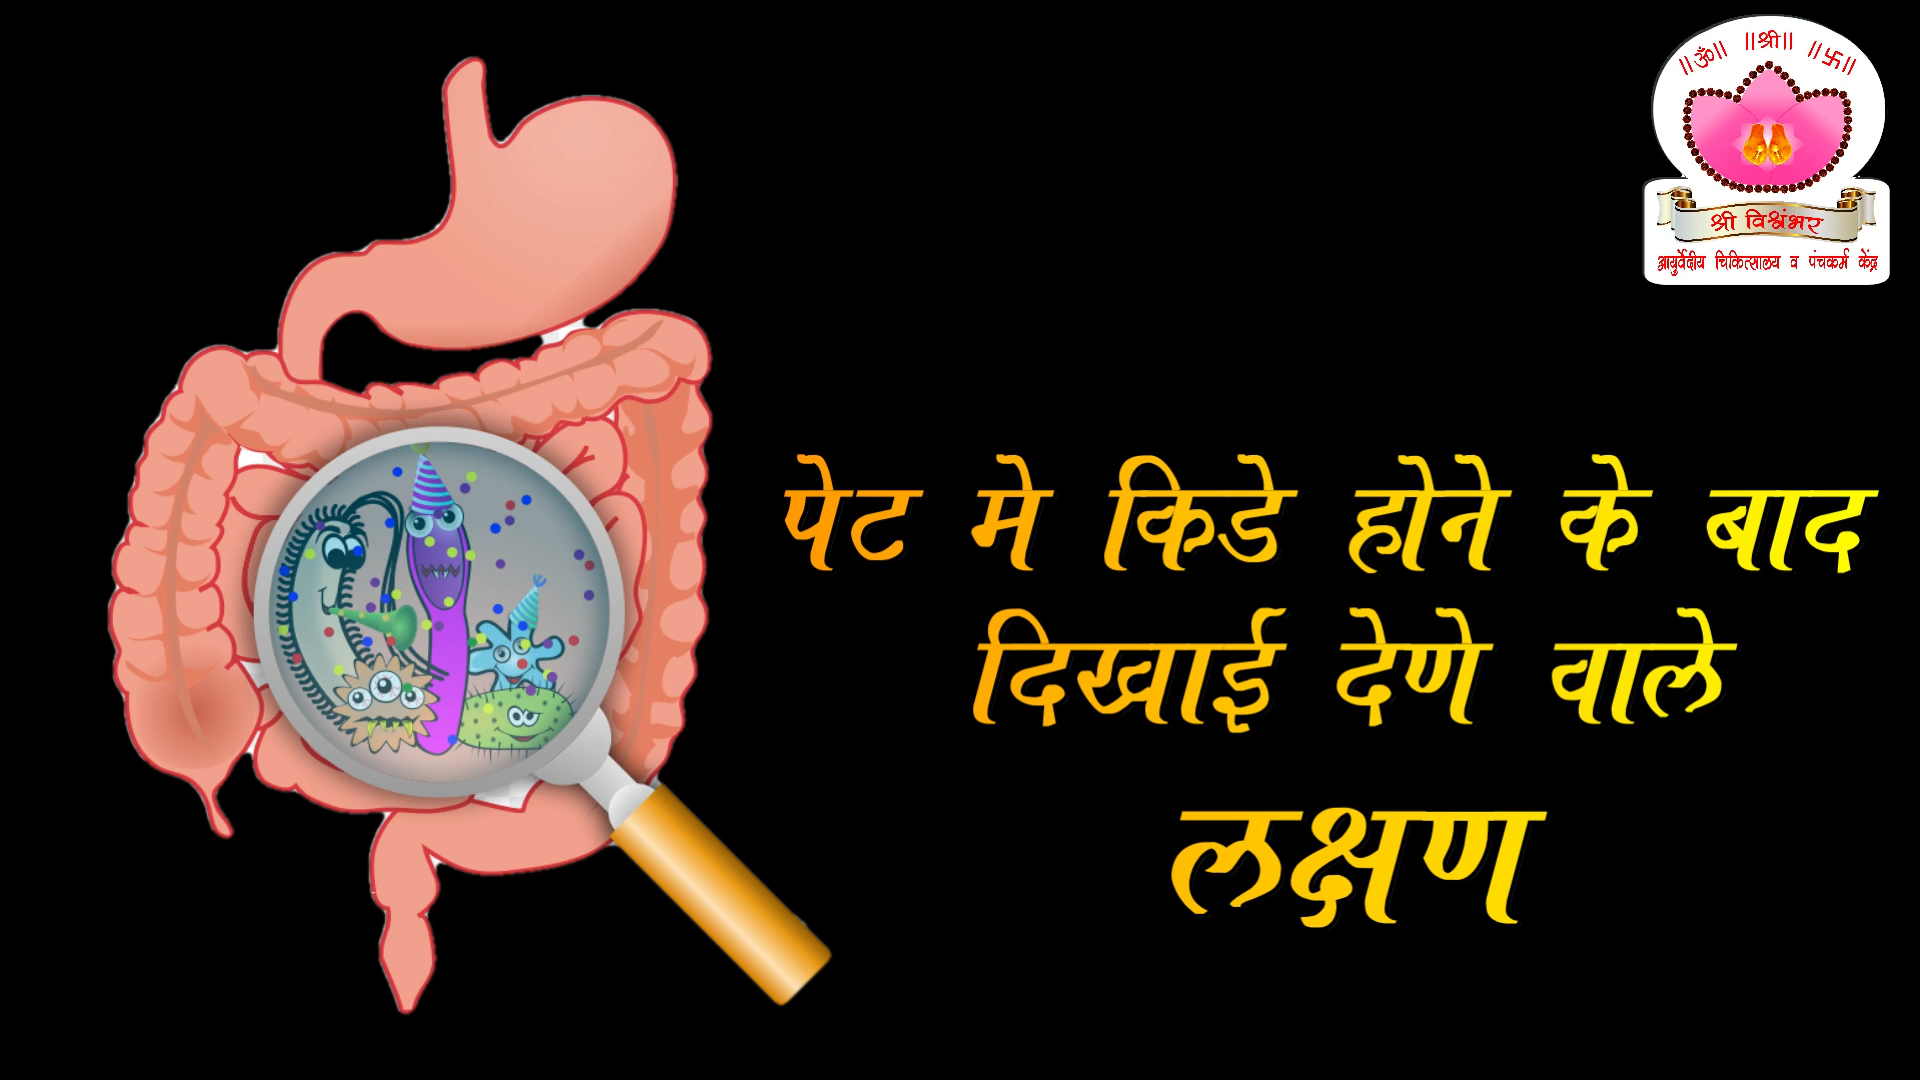 ॥ॐ॥ ॥श्री॥ ॥卐॥
श्री विश्वंभर
आयुर्वेदीय चिकित्सालय व पंचकर्म केंद्र
पेट मे किडे होने के बाद
दिखाई देणे वाले
लक्षण